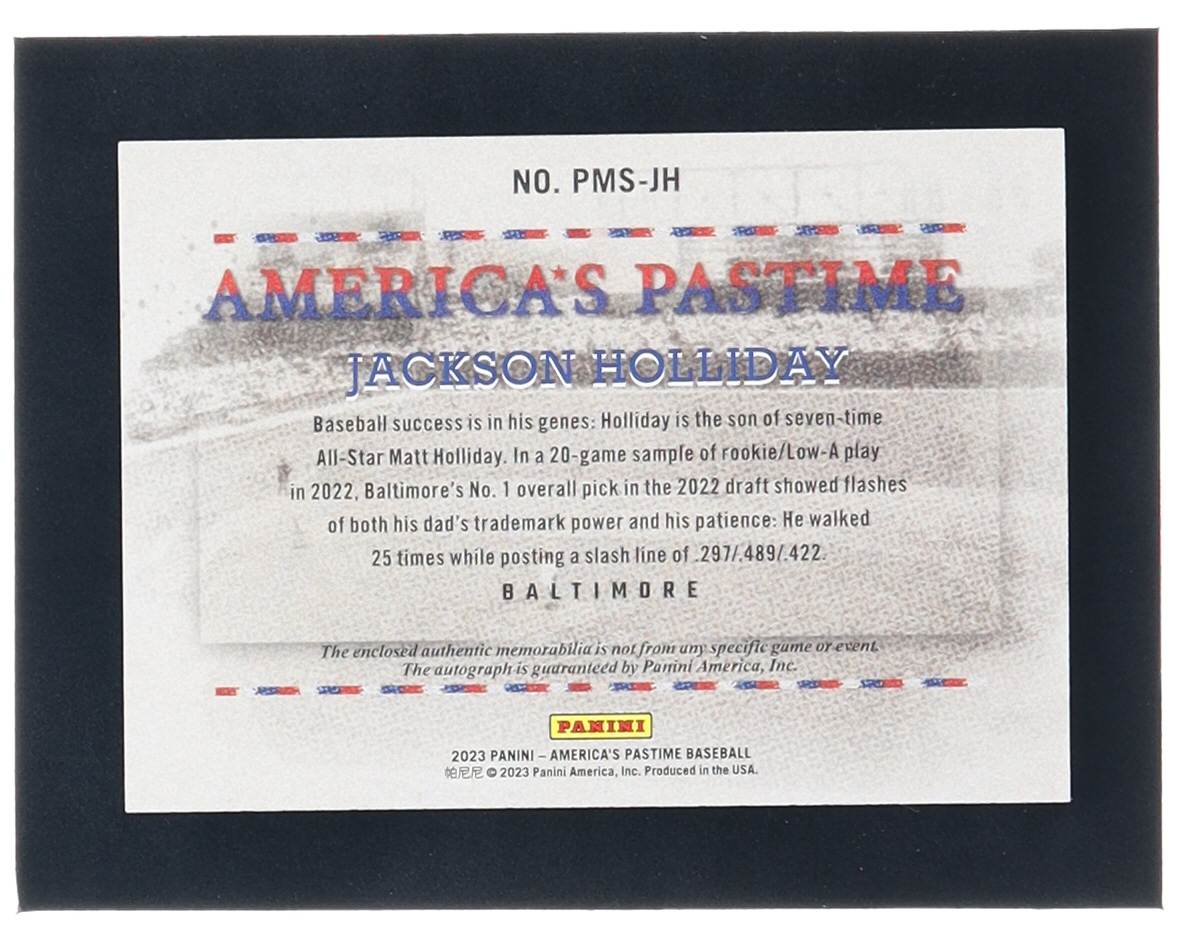 NO. PMS-JH
AMERICA'S PASTIME
JACKSON HOLLIDAY
Baseball success is in his genes: Holliday is the son of seven-time
All-Star Matt Holliday. In a 20-game sample of rookie/Low-A play
in 2022, Baltimore's No. 1 overall pick in the 2022 draft showed flashes
of both his dad's trademark power and his patience: He walked
25 times while posting a slash line of .297/.489/.422.
BALTIMORE
The enclosed authentic memorabilia is not from any specific game or event.
The autograph is guaranteed by Panini America, Inc.
PANINI
2023 PANINI – AMERICA'S PASTIME BASEBALL
帕尼尼 © 2023 Panini America, Inc. Produced in the USA.